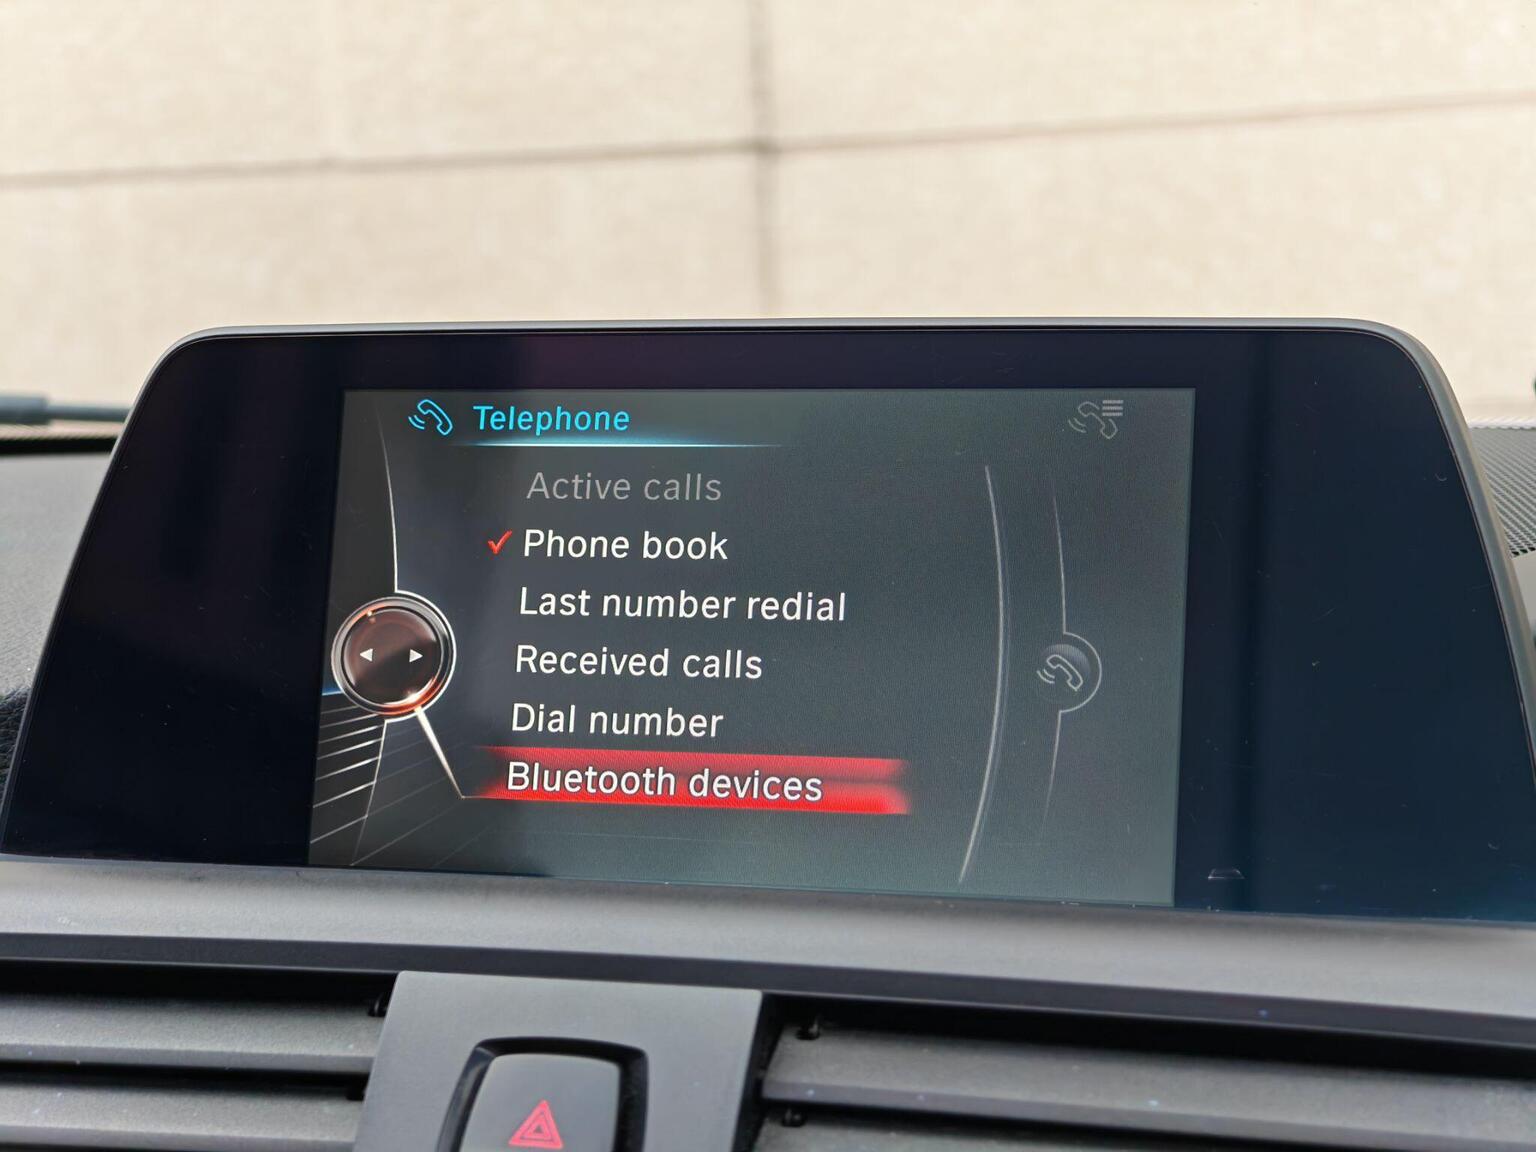 Telephone
Active calls
Phone book
Last number redial
Received calls
Dial number
Bluetooth devices